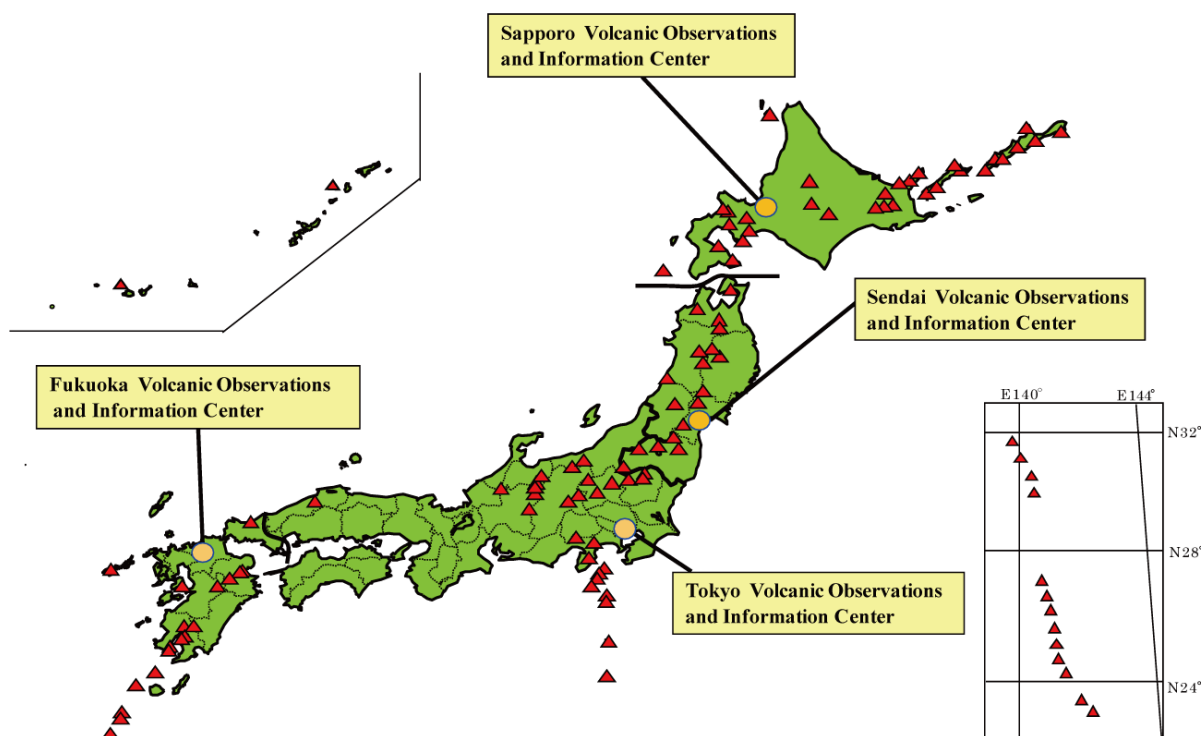 Sapporo Volcanic Observations
and Information Center
Sendai Volcanic Observations
and Information Center
Fukuoka Volcanic Observations
and Information Center
E140°
E144°
N32°
N28°
Tokyo Volcanic Observations
and Information Center
N24°